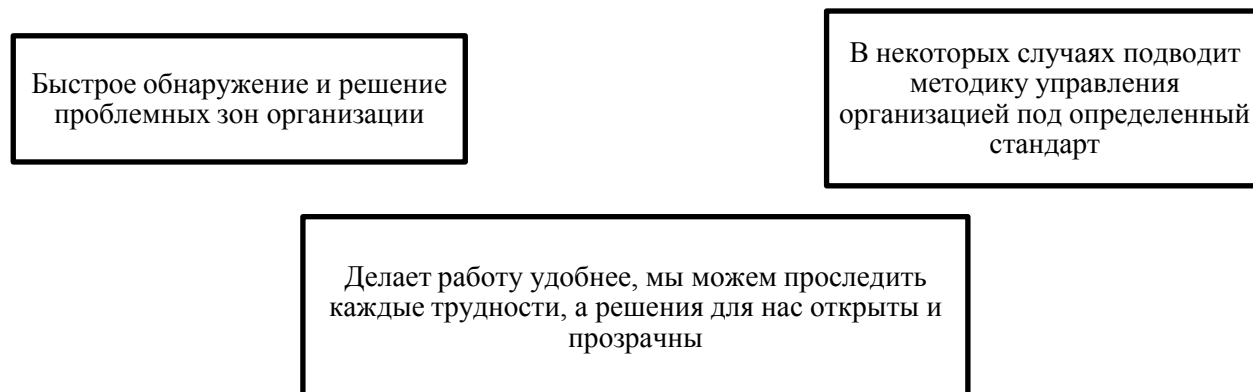 Быстрое обнаружение и решение
проблемных зон организации
В некоторых случаях подводит
методику управления
организацией под определенный
стандарт
Делает работу удобнее, мы можем проследить
каждые трудности, а решения для нас открыты и
прозрачны